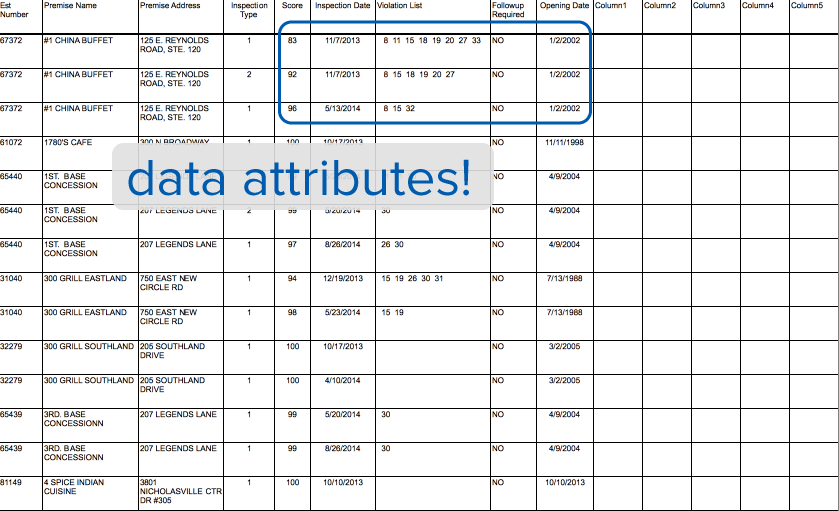 Est Number Premise Name Premise Address Inspection Type Score Inspection Date Violation List Followup Required Opening Date Column1 Column2 Column3 Column4 Column5
67372 #1 CHINA BUFFET 125 E. REYNOLDS 1 83 11/7/2013 8 11 15 18 19 20 27 33 NO 1/2/2002
ROAD, STE. 120
67372 #1 CHINA BUFFET 125 E. REYNOLDS 2 92 11/7/2013 8 15 18 19 20 27 NO 1/2/2002
ROAD, STE. 120
67372 #1 CHINA BUFFET 125 E. REYNOLDS 1 96 5/13/2014 8 15 32 NO 1/2/2002
ROAD, STE. 120
61072 1780'S CAFE 300 N BROADWAY 1 100 10/17/2013 NO 11/11/1998
data attributes!
65440 1ST. BASE NO 4/9/2004
CONCESSION
65440 1ST. BASE 207 LEGENDS LANE 2 99 5/20/2014 30 NO 4/9/2004
CONCESSION
65440 1ST. BASE 207 LEGENDS LANE 1 97 8/26/2014 26 30 NO 4/9/2004
CONCESSION
31040 300 GRILL EASTLAND 750 EAST NEW 1 94 12/19/2013 15 19 26 30 31 NO 7/13/1988
CIRCLE RD
31040 300 GRILL EASTLAND 750 EAST NEW 1 98 5/23/2014 15 19 NO 7/13/1988
CIRCLE RD
32279 300 GRILL SOUTHLAND 205 SOUTHLAND 1 100 10/17/2013 NO 3/2/2005
DRIVE
32279 300 GRILL SOUTHLAND 205 SOUTHLAND 1 100 4/10/2014 NO 3/2/2005
DRIVE
65439 3RD. BASE 207 LEGENDS LANE 1 99 5/20/2014 30 NO 4/9/2004
CONCESSIONN
65439 3RD. BASE 207 LEGENDS LANE 1 99 8/26/2014 30 NO 4/9/2004
CONCESSIONN
81149 4 SPICE INDIAN 3801 1 100 10/10/2013 NO 10/10/2013
CUISINE NICHOLASVILLE CTR
DR #305